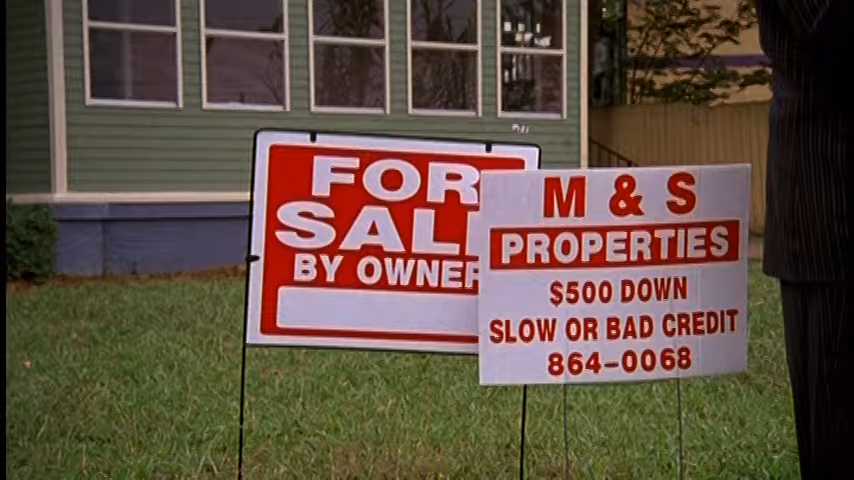 FOR
SAL
BY OWNER
M & S
PROPERTIES
$500 DOWN
SLOW OR BAD CREDIT
864-0068